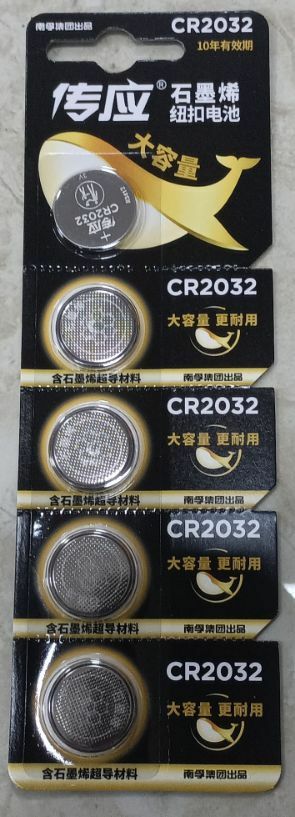 南孚集团出品 CR2032
10年有效期
传应® 石墨烯
纽扣电池
大容量
+
3V
传应
CR2032
CR2032
大容量 更耐用
含石墨烯超导材料 南孚集团出品
CR2032
大容量 更耐用
含石墨烯超导材料 南孚集团出品
CR2032
大容量 更耐用
含石墨烯超导材料 南孚集团出品
CR2032
大容量 更耐用
含石墨烯超导材料 南孚集团出品